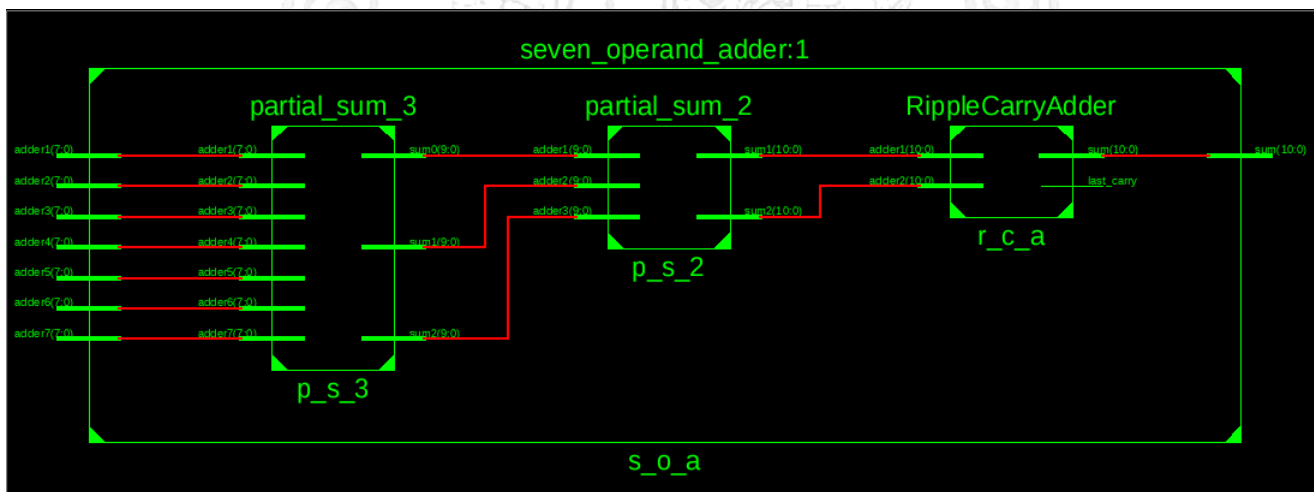 seven_operand_adder:1
partial_sum_3
partial_sum_2
RippleCarryAdder
adder1(7:0) adder1(7:0) sum0(9:0) adder1(9:0) sum1(10:0) adder1(10:0) sum(10:0) sum(10:0)
adder2(7:0) adder2(7:0) adder2(9:0) adder2(10:0) last_carry
adder3(7:0) adder3(7:0) adder3(9:0) sum2(10:0)
adder4(7:0) adder4(7:0) sum1(9:0)
adder5(7:0) adder5(7:0)
adder6(7:0) adder6(7:0)
adder7(7:0) adder7(7:0) sum2(9:0)
r_c_a
p_s_2
p_s_3
s_o_a